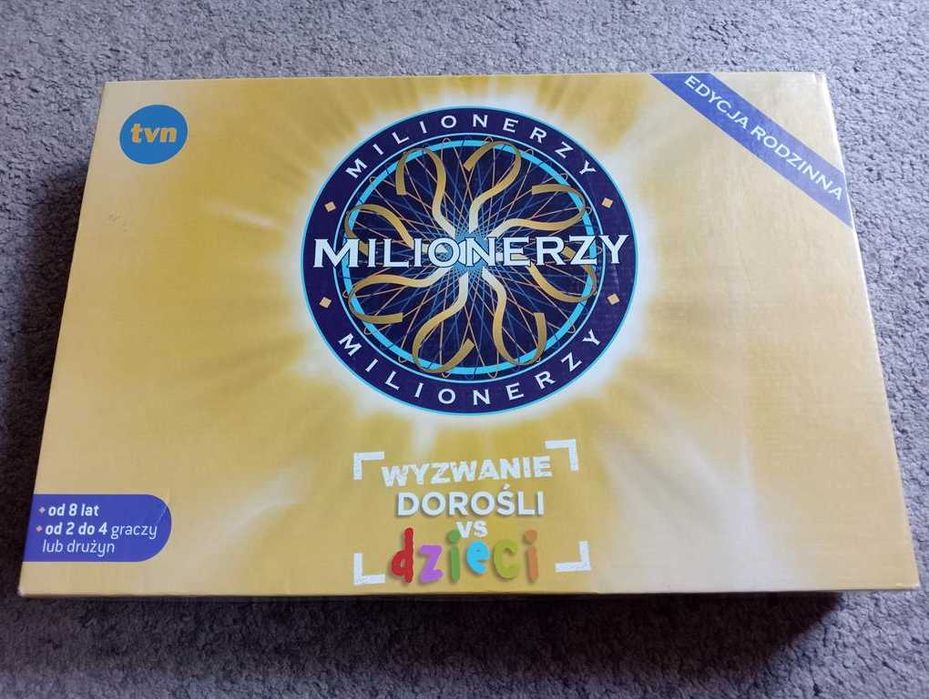 tvn
EDYCJA RODZINNA
MILIONERZY
MILIONERZY
MILIONERZY
WYZWANIE
DOROŚLI
VS
dzieci
od 8 lat
od 2 do 4 graczy
lub drużyn